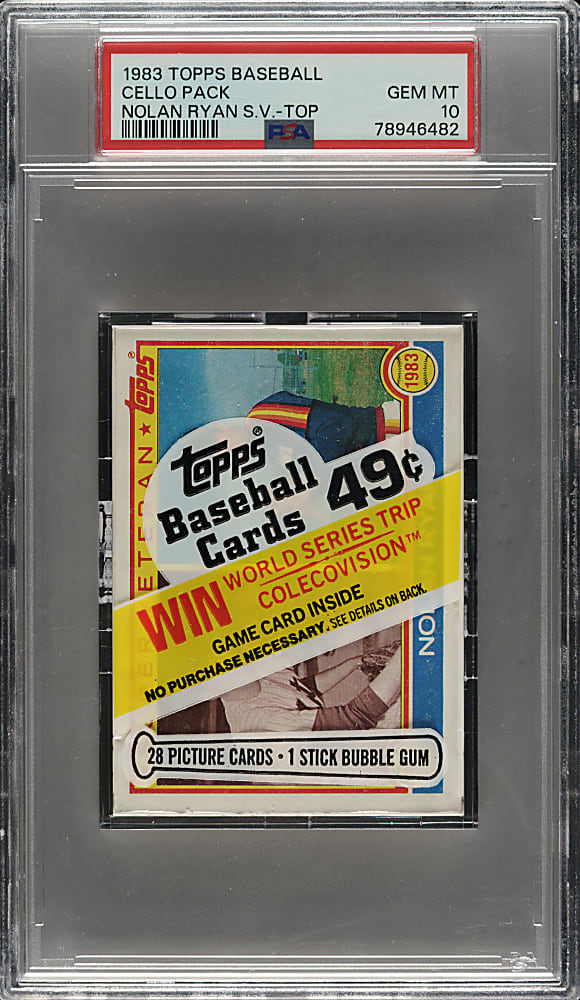 1983 TOPPS BASEBALL
CELLO PACK GEM MT
NOLAN RYAN S.V.-TOP 10
PSA 78946482
topps®
1983
topps®
Baseball
Cards 49¢
WIN WORLD SERIES TRIP
COLECOVISION™
GAME CARD INSIDE
NO PURCHASE NECESSARY. SEE DETAILS ON BACK.
NO
28 PICTURE CARDS • 1 STICK BUBBLE GUM